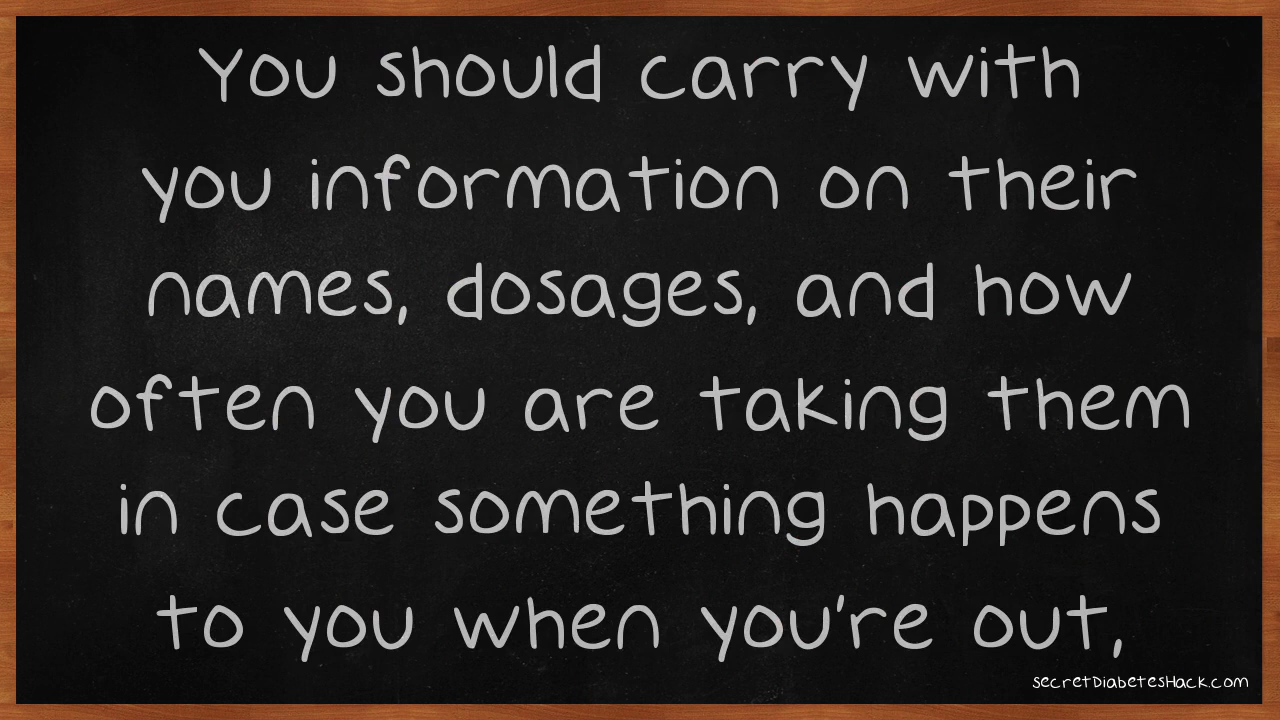 You should carry with
you information on their
names, dosages, and how
often you are taking them
in case something happens
to you when you're out,
secretDiabetesHack.com